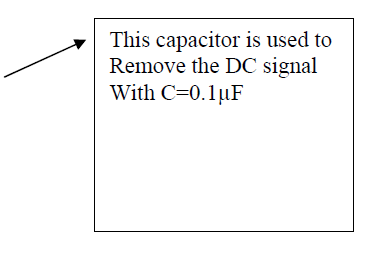 This capacitor is used to
Remove the DC signal
With C=0.1µF